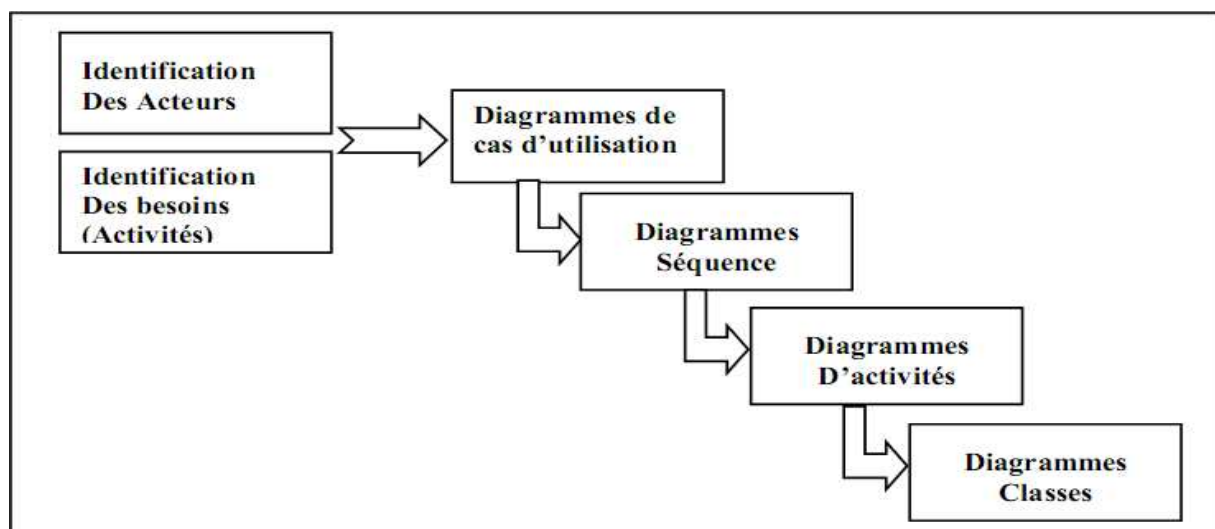 Identification
Des Acteurs
Identification
Des besoins
(Activités)
Diagrammes de
cas d’utilisation
Diagrammes
Séquence
Diagrammes
D’activités
Diagrammes
Classes